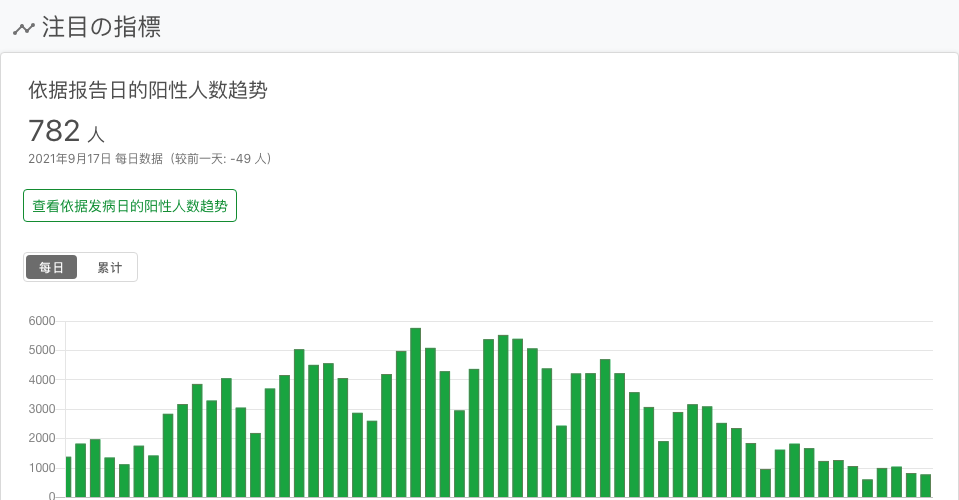 注目の指標
依据报告日的阳性人数趋势
782 人
2021年9月17日 每日数据（较前一天: -49 人）
查看依据发病日的阳性人数趋势
每日 累计
6000
5000
4000
3000
2000
1000
0